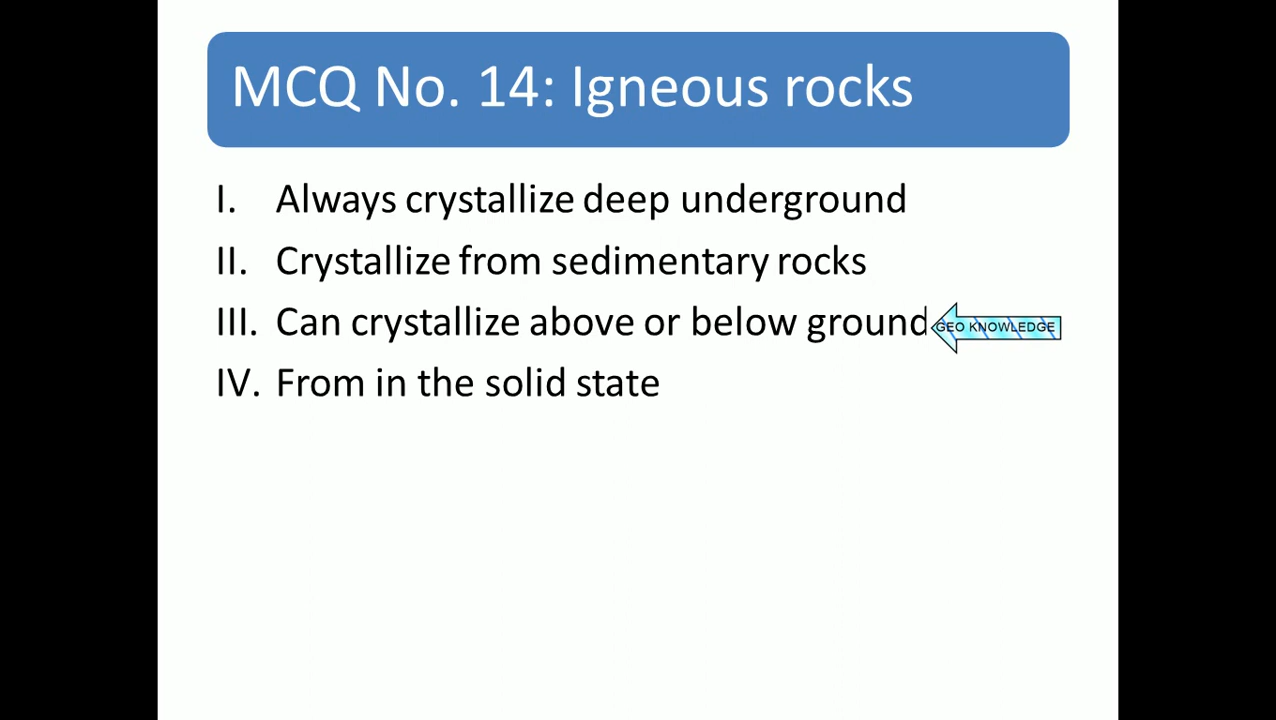 MCQ No. 14: Igneous rocks
I. Always crystallize deep underground
II. Crystallize from sedimentary rocks
III. Can crystallize above or below ground GEO KNOWLEDGE
IV. From in the solid state